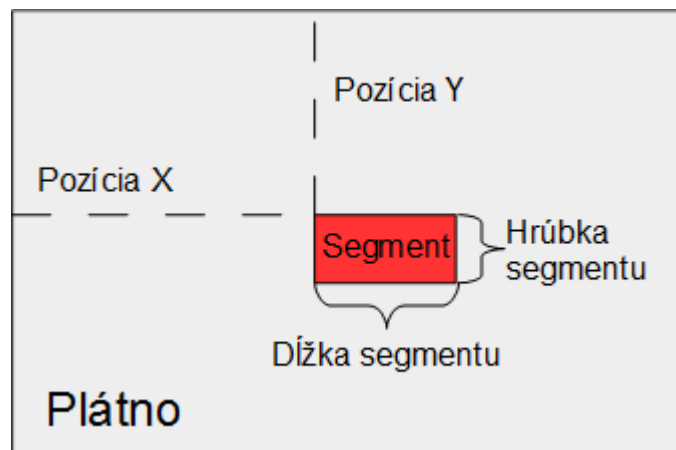 Pozícia Y
Pozícia X
Segment
Hrúbka
segmentu
Dĺžka segmentu
Plátno